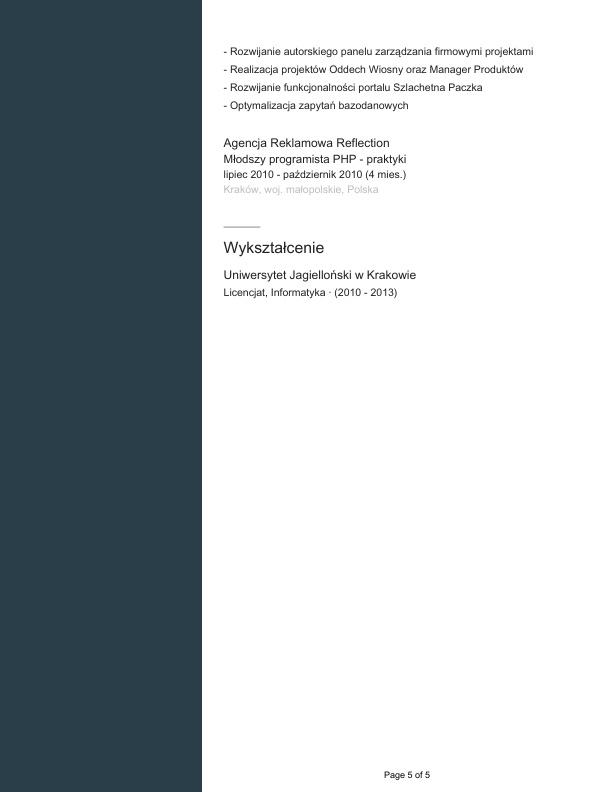 - Rozwijanie autorskiego panelu zarządzania firmowymi projektami
- Realizacja projektów Oddech Wiosny oraz Manager Produktów
- Rozwijanie funkcjonalności portalu Szlachetna Paczka
- Optymalizacja zapytań bazodanowych
Agencja Reklamowa Reflection
Młodszy programista PHP - praktyki
lipiec 2010 - październik 2010 (4 mies.)
Kraków, woj. małopolskie, Polska
Wykształcenie
Uniwersytet Jagielloński w Krakowie
Licencjat, Informatyka · (2010 - 2013)
Page 5 of 5